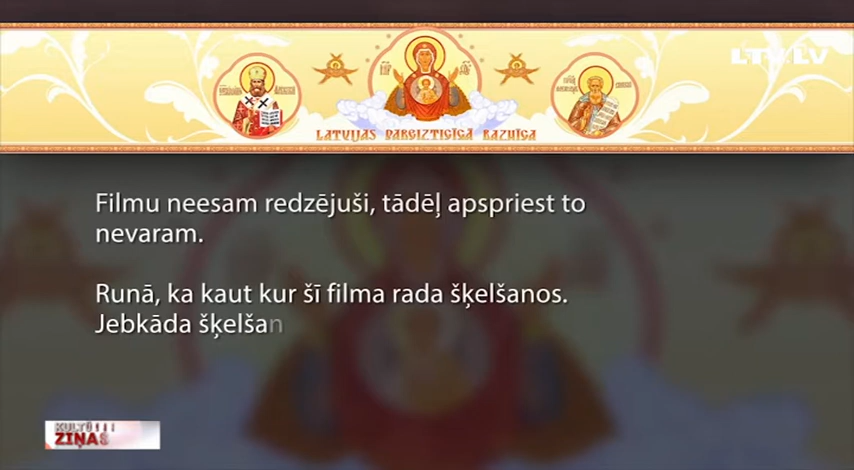 LTV.LV
LATVIJAS PAREIZTICĪGĀ BAZNĪCA
Filmu neesam redzējuši, tādēļ apspriest to
nevaram.
Runā, ka kaut kur šī filma rada šķelšanos.
Jebkāda šķelšan
ZIŅAS